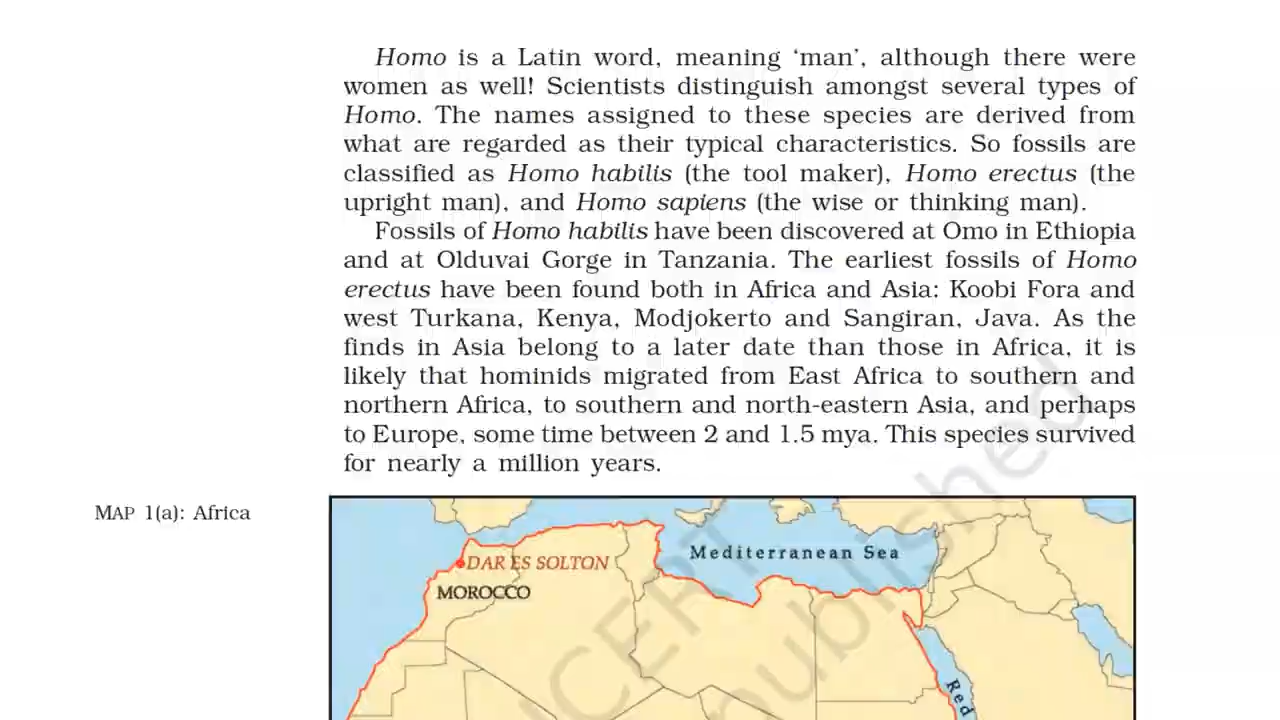 Homo is a Latin word, meaning ‘man’, although there were
women as well! Scientists distinguish amongst several types of
Homo. The names assigned to these species are derived from
what are regarded as their typical characteristics. So fossils are
classified as Homo habilis (the tool maker), Homo erectus (the
upright man), and Homo sapiens (the wise or thinking man).
Fossils of Homo habilis have been discovered at Omo in Ethiopia
and at Olduvai Gorge in Tanzania. The earliest fossils of Homo
erectus have been found both in Africa and Asia: Koobi Fora and
west Turkana, Kenya, Modjokerto and Sangiran, Java. As the
finds in Asia belong to a later date than those in Africa, it is
likely that hominids migrated from East Africa to southern and
northern Africa, to southern and north-eastern Asia, and perhaps
to Europe, some time between 2 and 1.5 mya. This species survived
for nearly a million years.
MAP 1(a): Africa
Mediterranean Sea
DAR ES SOLTON
MOROCCO
Red
NCERT
published